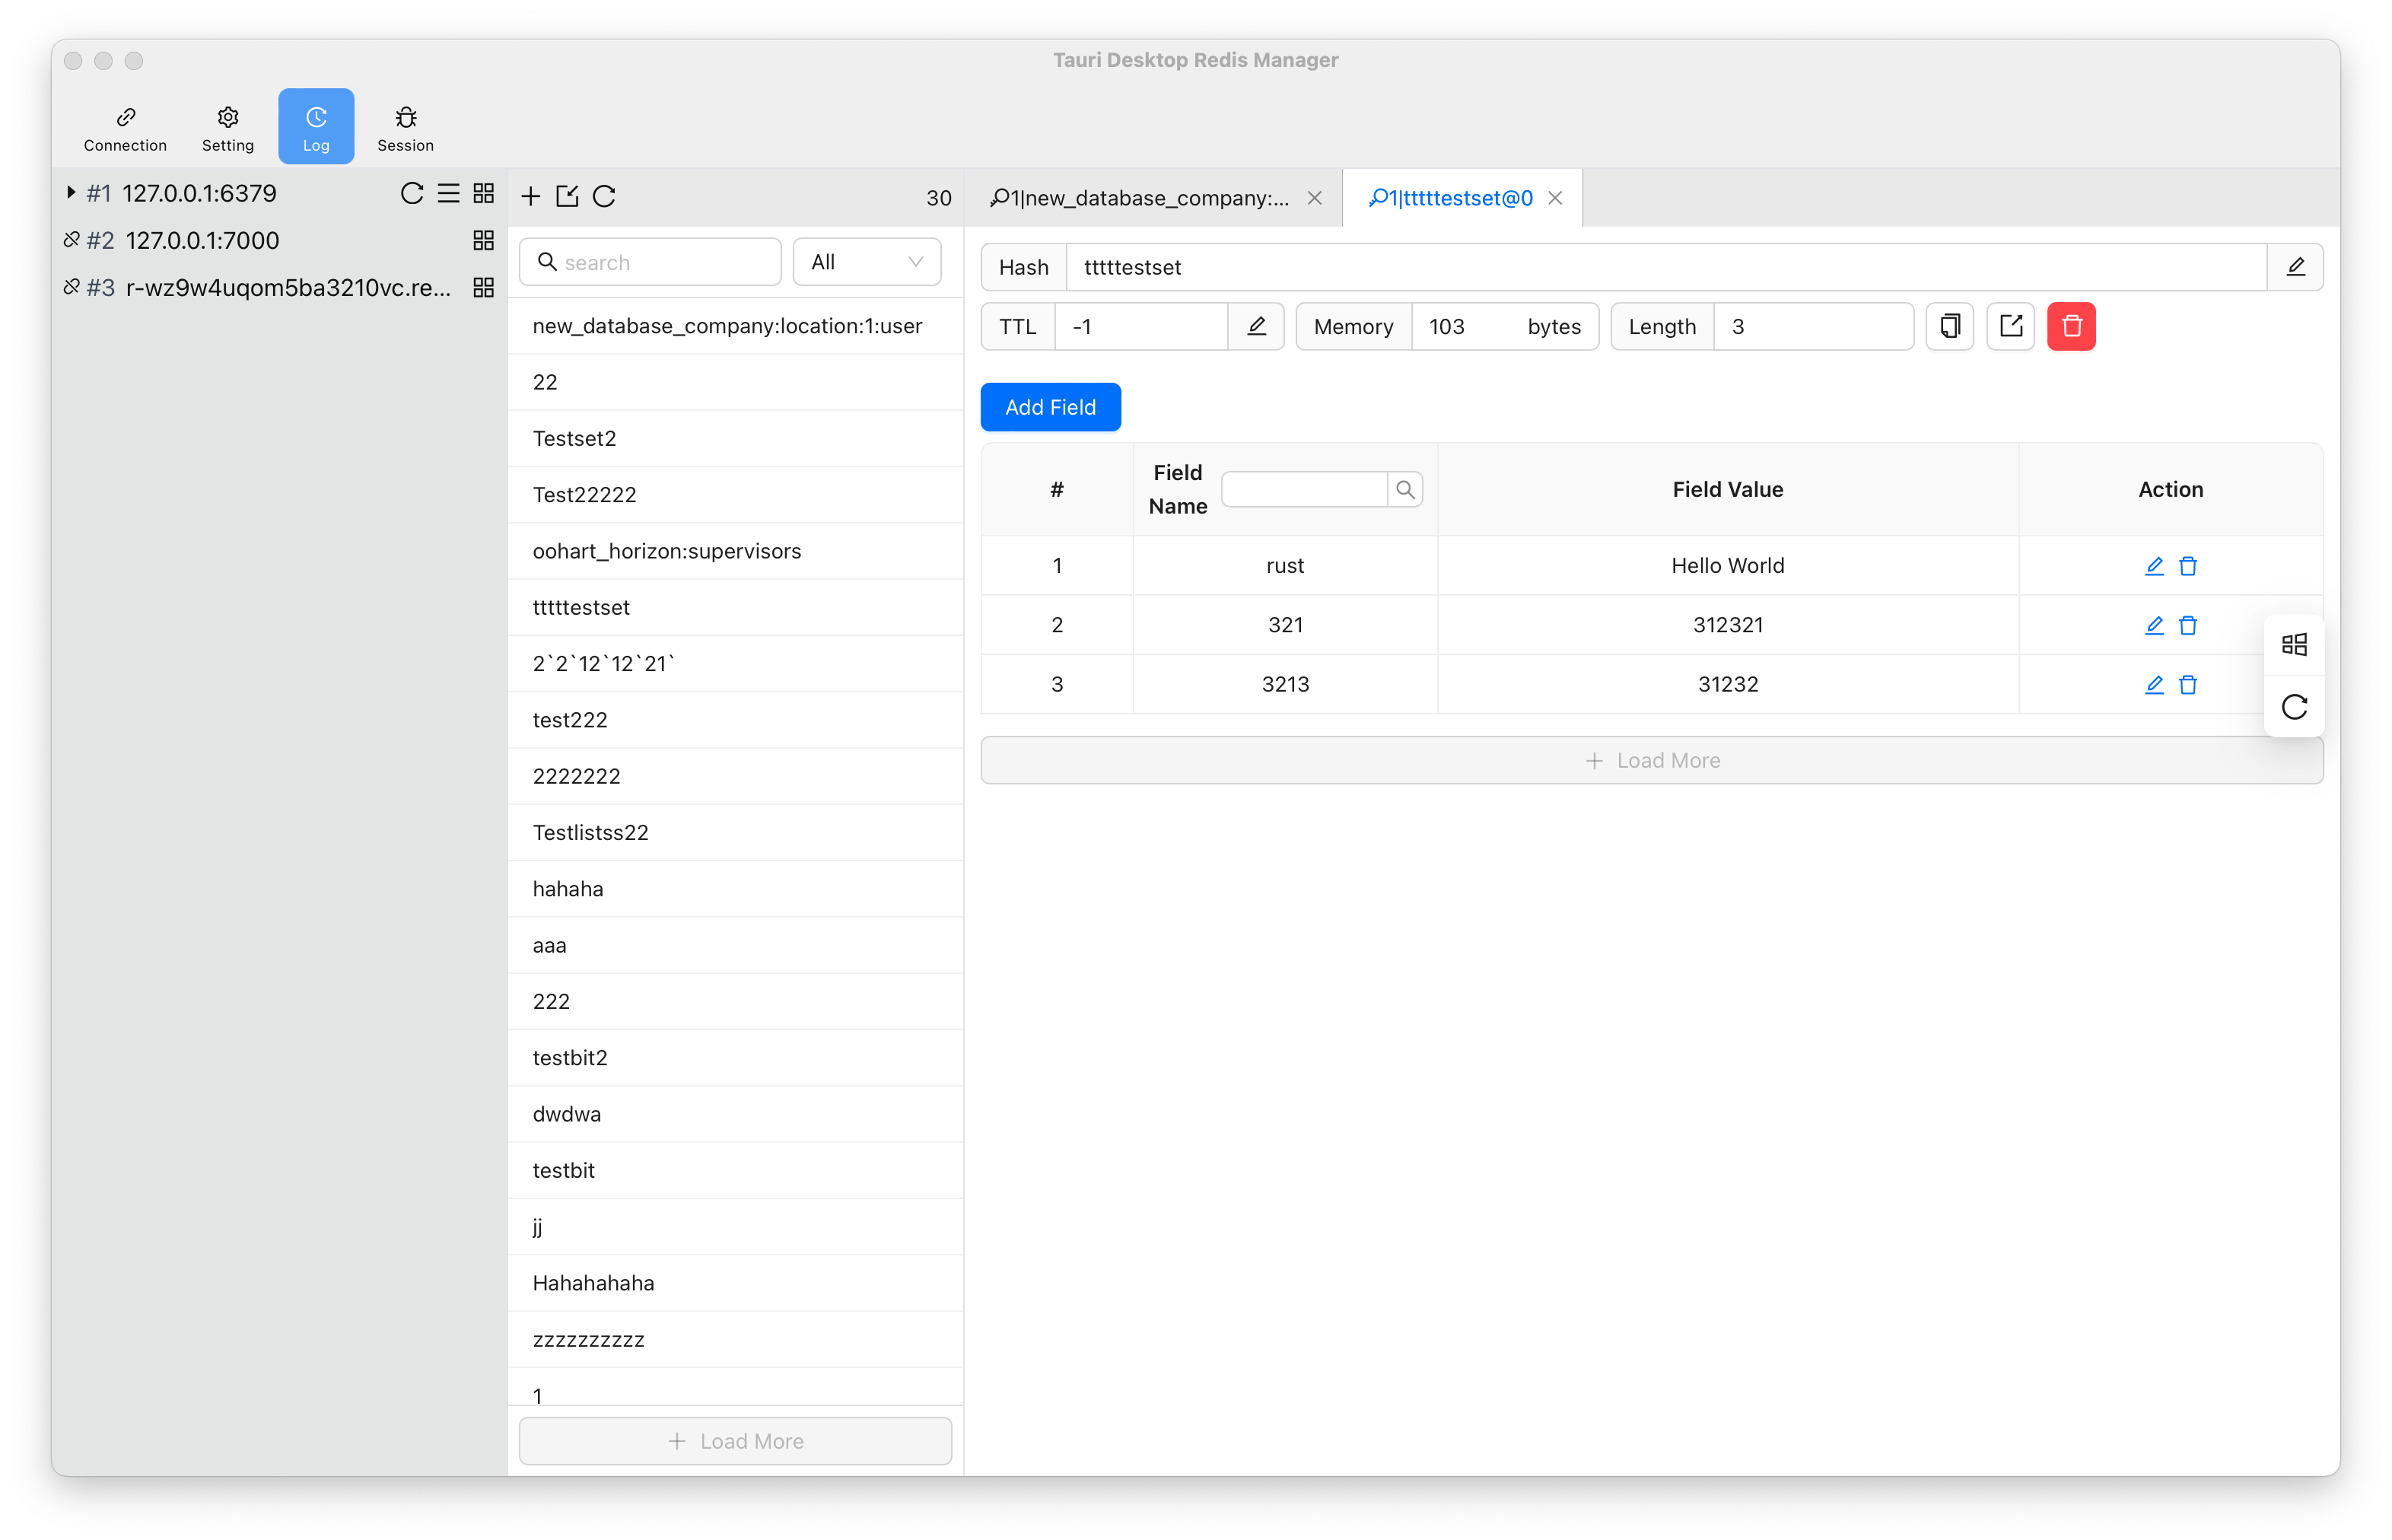 Tauri Desktop Redis Manager
Connection Setting Log Session
#1 127.0.0.1:6379
#2 127.0.0.1:7000
#3 r-wz9w4uqom5ba3210vc.re...
30
search All
new_database_company:location:1:user
22
Testset2
Test22222
oohart_horizon:supervisors
tttttestset
2`2`12`12`21`
test222
2222222
Testlistss22
hahaha
aaa
222
testbit2
dwdwa
testbit
jj
Hahahahaha
zzzzzzzzzz
1
Load More
1|new_database_company:... 1|tttttestset@0
Hash tttttestset
TTL -1 Memory 103 bytes Length 3
Add Field
# Field Name Field Value Action
1 rust Hello World
2 321 312321
3 3213 31232
Load More